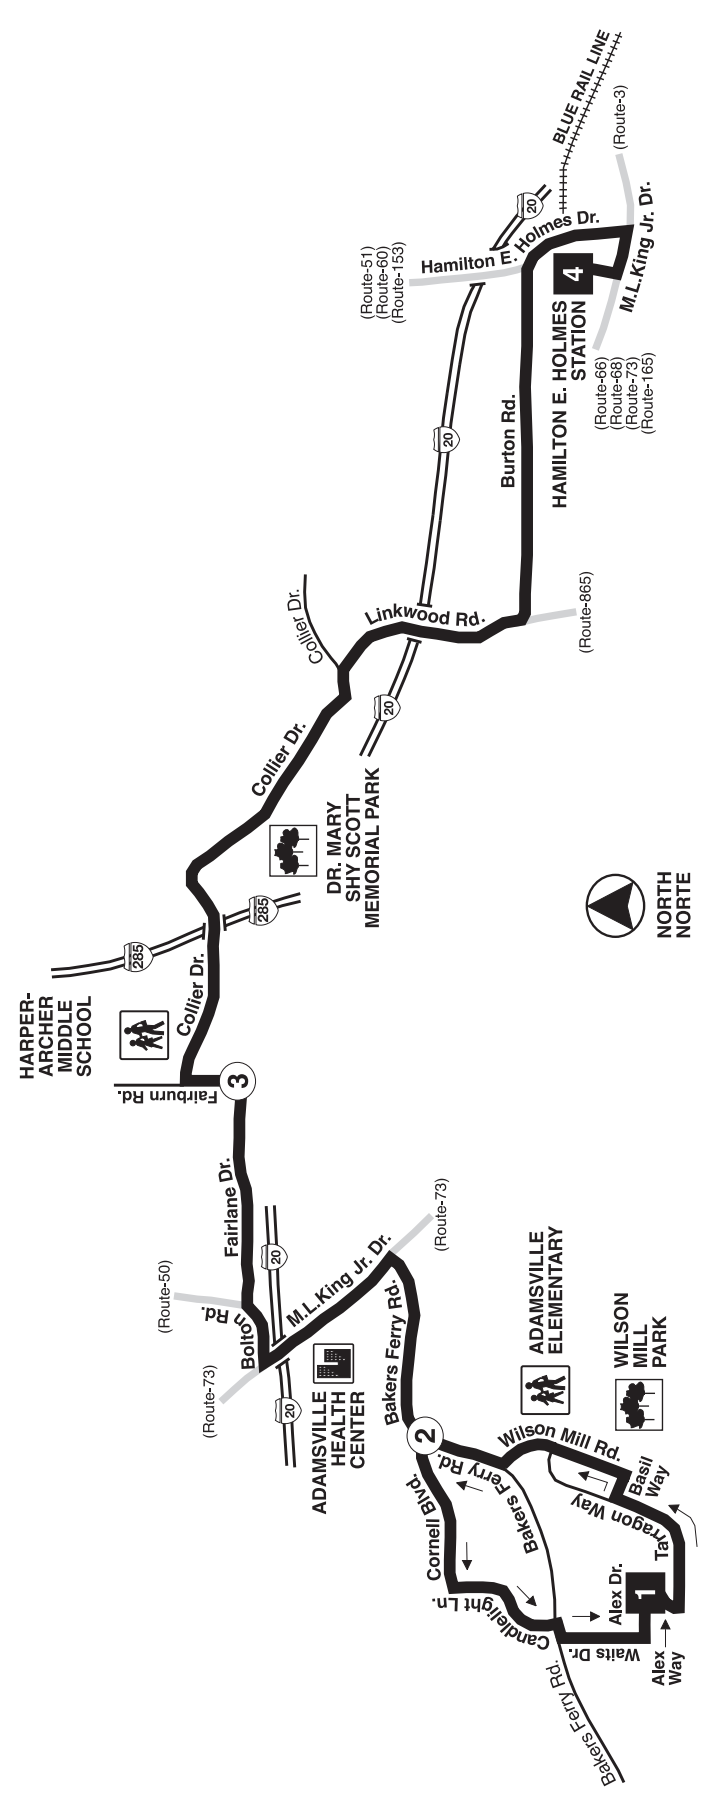 BLUE RAIL LINE
(Route-3)
20
Hamilton E. Holmes Dr.
(Route-51)
(Route-60)
(Route-153)
4
M.L.King Jr. Dr.
HAMILTON E. HOLMES
STATION
(Route-66)
(Route-68)
(Route-73)
(Route-165)
20
Burton Rd.
Linkwood Rd.
(Route-865)
Collier Dr.
20
Collier Dr.
DR. MARY
SHY SCOTT
MEMORIAL PARK
285
285
NORTH
NORTE
Collier Dr.
HARPER-
ARCHER
MIDDLE
SCHOOL
Fairburn Rd.
3
Fairlane Dr.
20
(Route-50)
Bolton Rd.
M.L.King Jr. Dr.
(Route-73)
(Route-73)
20
ADAMSVILLE
HEALTH
CENTER
Bakers Ferry Rd.
2
ADAMSVILLE
ELEMENTARY
WILSON
MILL
PARK
Wilson Mill Rd.
Basil
Way
Tarragon Way
Bakers Ferry Rd.
Bakers Ferry
Cornell Blvd.
Candlelight Ln.
Alex Dr.
1
Waits Dr.
Alex
Way
Bakers Ferry Rd.